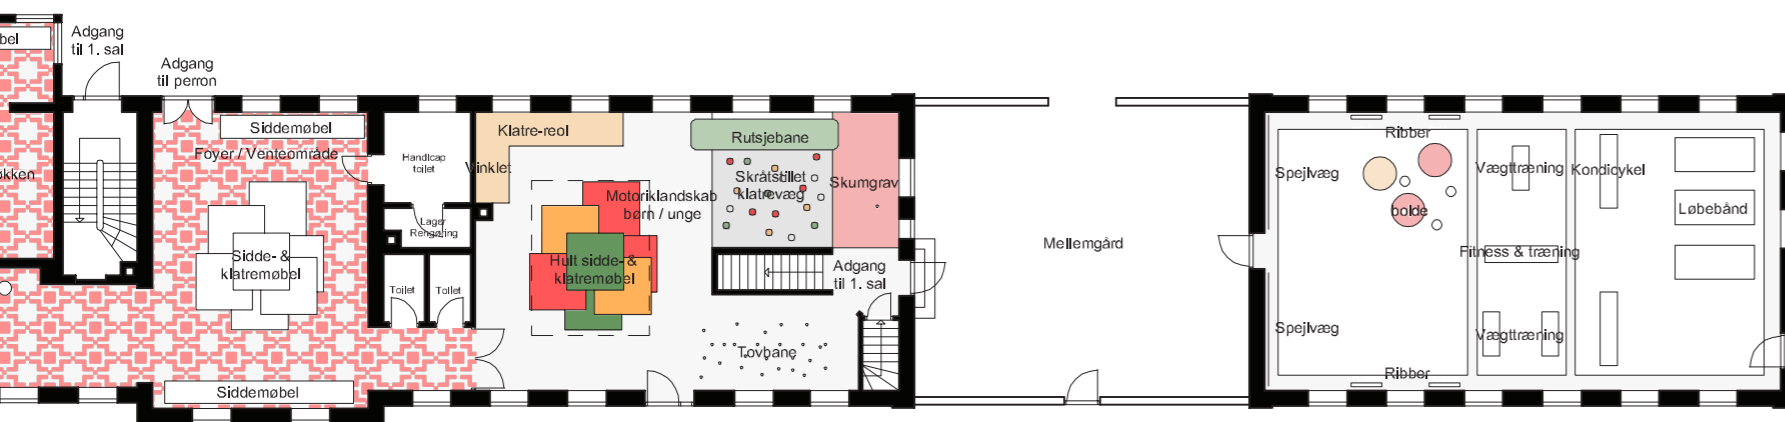 bel
Adgang
til 1. sal
Adgang
til perron
Siddemøbel
Foyer / Venteområde
Handicap
toilet
Lager
Rengøring
Klatre-reol
Vinklet
Rutsjebane
Skråtstillet
klatrevæg
Skumgrav
Motoriklandskab
børn / unge
økken
Sidde- &
klatremøbel
Hult sidde- &
klatremøbel
Toilet
Toilet
Adgang
til 1. sal
Tovbane
Siddemøbel
Mellemgård
Ribber
Spejlvæg
Vægttræning
Kondicykel
bolde
Løbebånd
Fitness & træning
Spejlvæg
Vægttræning
Ribber